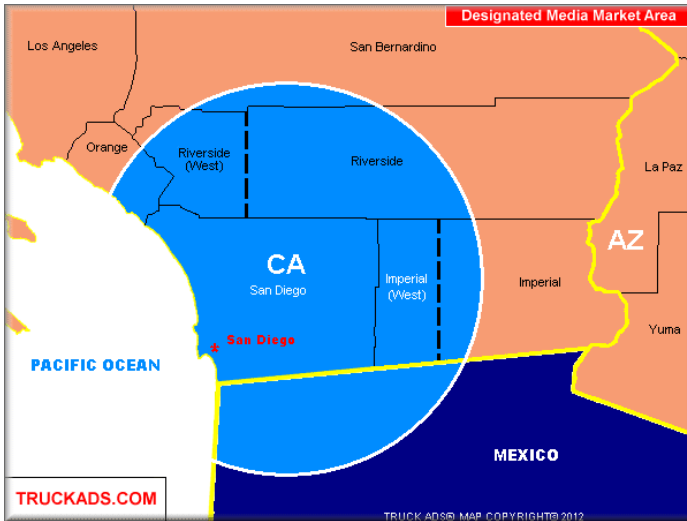 Designated Media Market Area
Los Angeles
San Bernardino
Orange
Riverside
(West)
Riverside
La Paz
CA
San Diego
Imperial
(West)
Imperial
AZ
* San Diego
Yuma
PACIFIC OCEAN
MEXICO
TRUCKADS.COM
TRUCK ADS® MAP COPYRIGHT© 2012